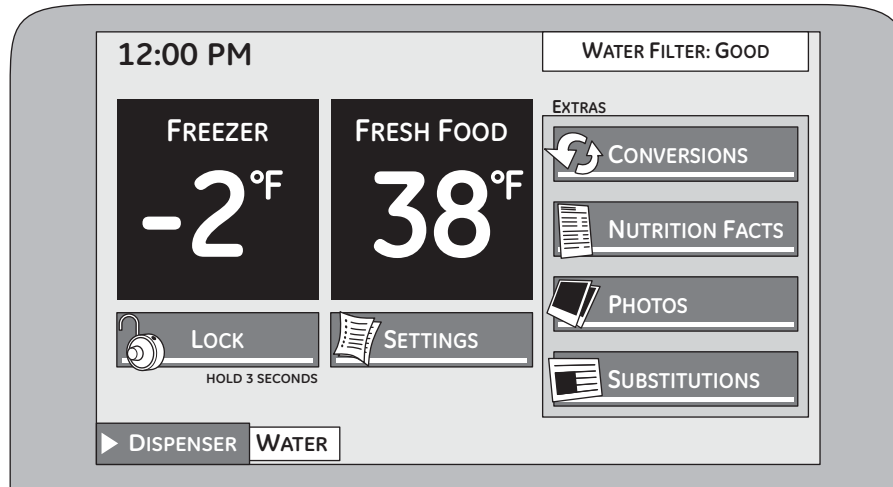 12:00 PM
WATER FILTER: GOOD
EXTRAS
FREEZER
-2°F
FRESH FOOD
38°F
CONVERSIONS
NUTRITION FACTS
PHOTOS
SUBSTITUTIONS
LOCK
HOLD 3 SECONDS
SETTINGS
DISPENSER WATER